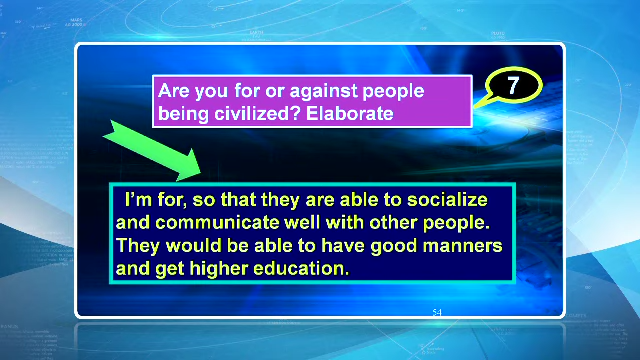 Are you for or against people
7
being civilized? Elaborate
I'm for, so that they are able to socialize
and communicate well with other people.
They would be able to have good manners
and get higher education.
54